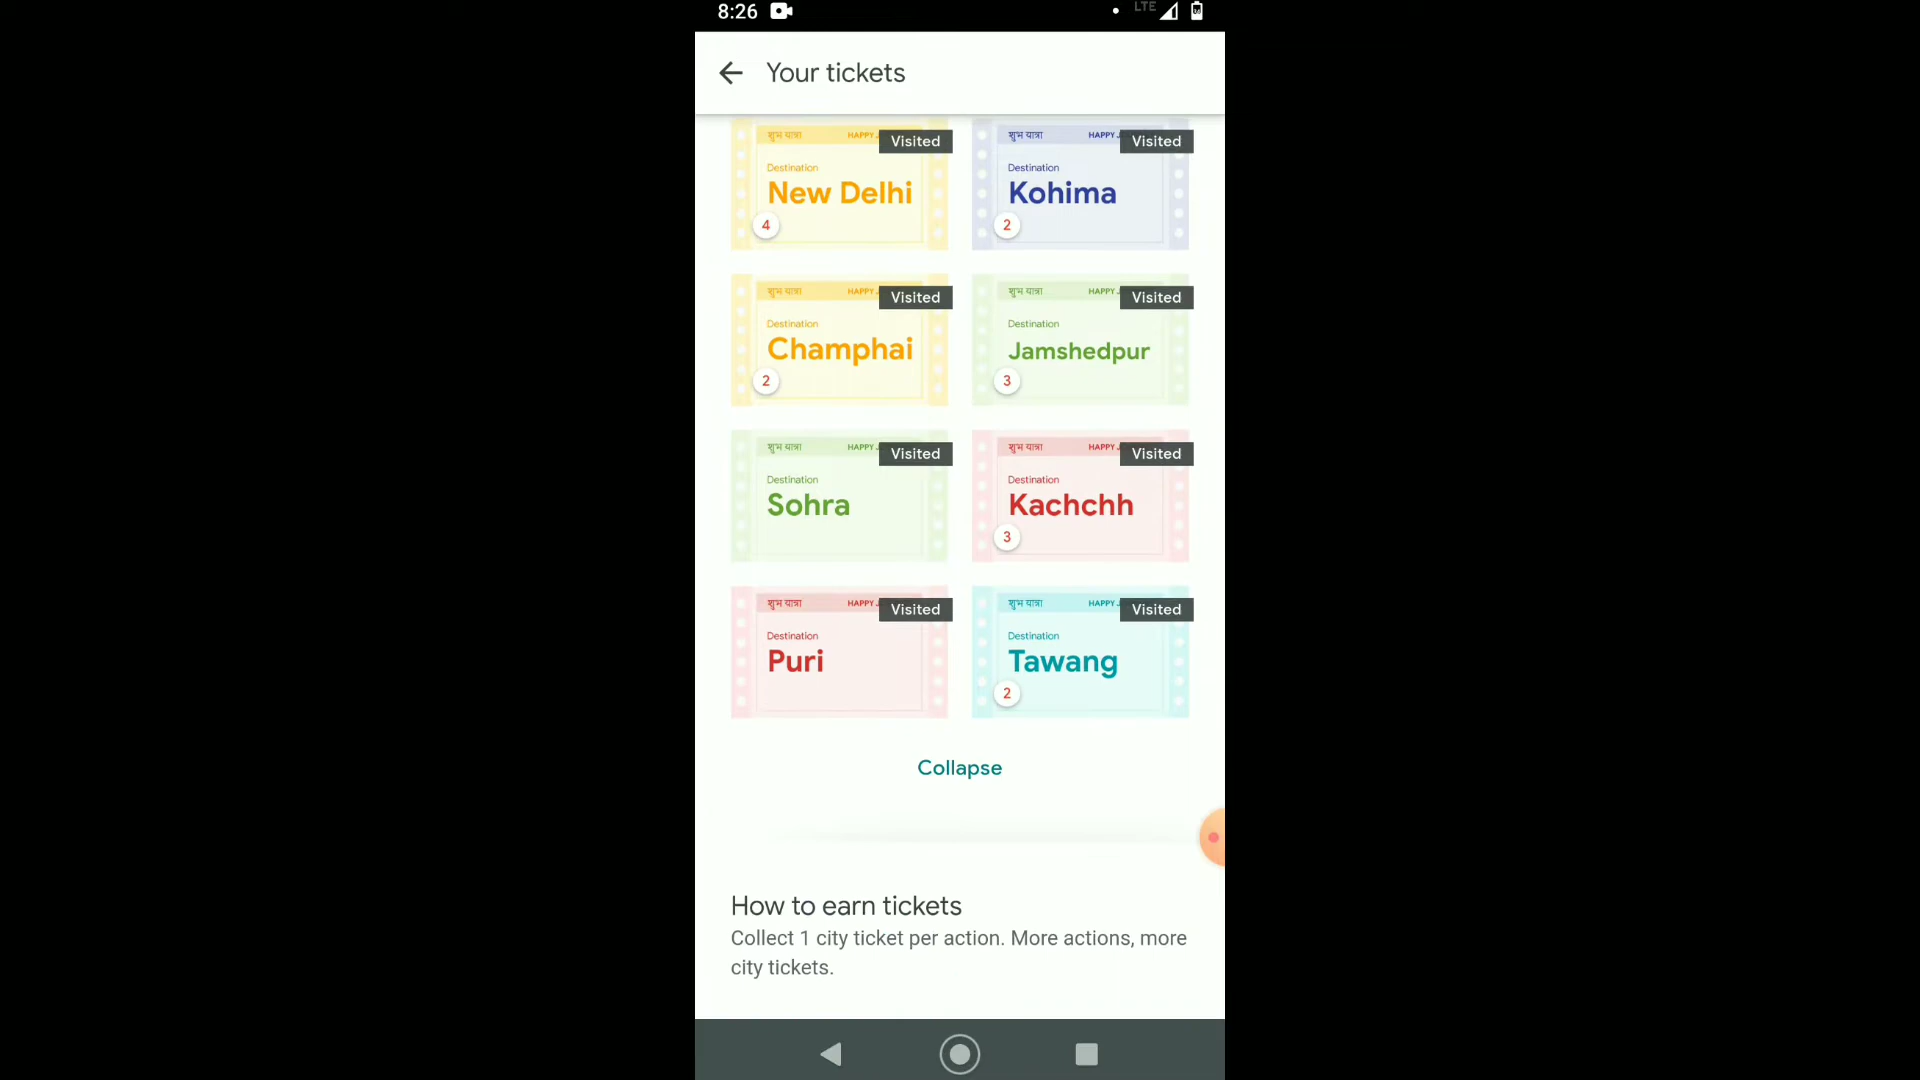 8:26
LTE
Your tickets
शुभ यात्रा HAPPY
Visited
Destination
New Delhi
4
शुभ यात्रा HAPPY
Visited
Destination
Kohima
2
शुभ यात्रा HAPPY
Visited
Destination
Champhai
2
शुभ यात्रा HAPPY
Visited
Destination
Jamshedpur
3
शुभ यात्रा HAPPY
Visited
Destination
Sohra
शुभ यात्रा HAPPY
Visited
Destination
Kachchh
3
शुभ यात्रा HAPPY
Visited
Destination
Puri
शुभ यात्रा HAPPY
Visited
Destination
Tawang
2
Collapse
How to earn tickets
Collect 1 city ticket per action. More actions, more
city tickets.